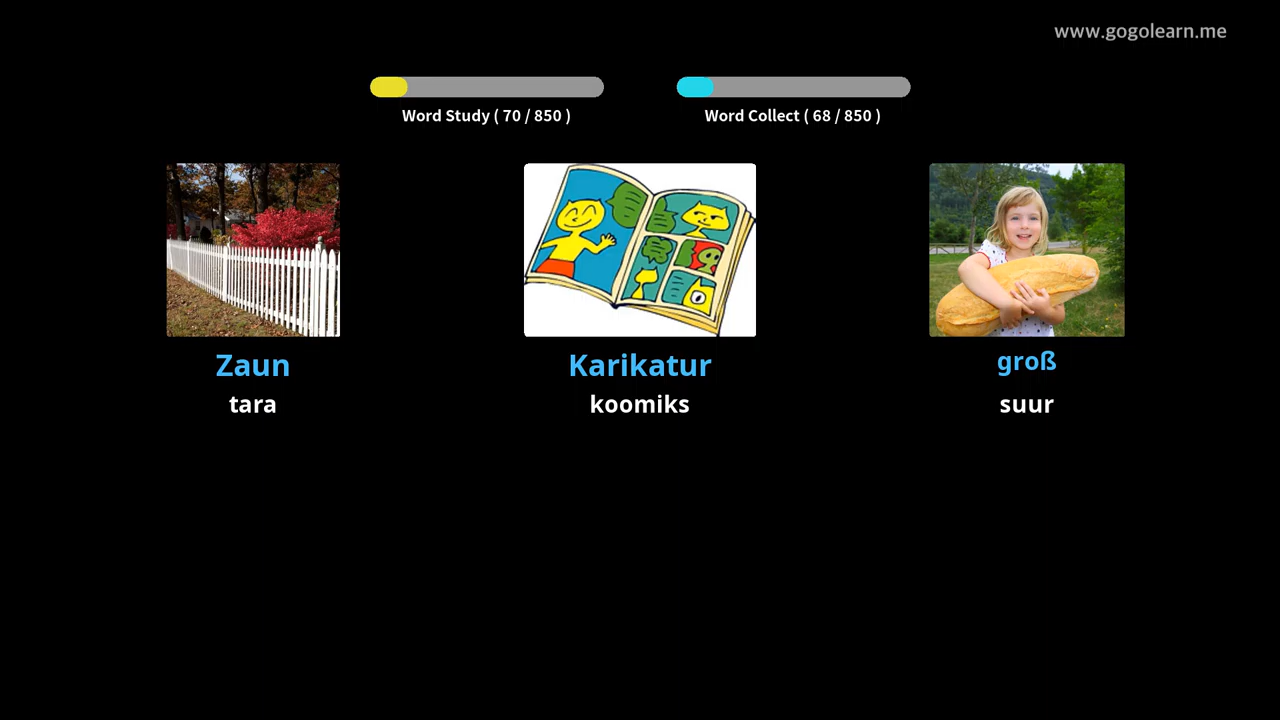 www.gogolearn.me
Word Study ( 70 / 850 )
Word Collect ( 68 / 850 )
Zaun
Karikatur
groß
tara
koomiks
suur